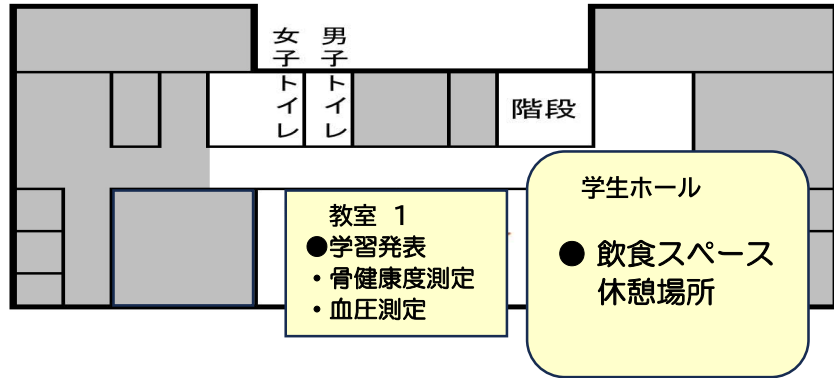 女子トイレ
男子トイレ
階段
教室 1
●学習発表
・骨健康度測定
・血圧測定
学生ホール
● 飲食スペース
休憩場所